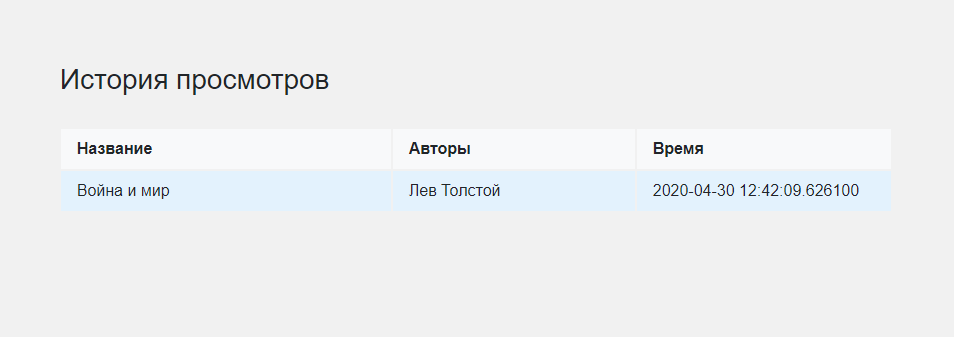 История просмотров
Название Авторы Время
Война и мир Лев Толстой 2020-04-30 12:42:09.626100